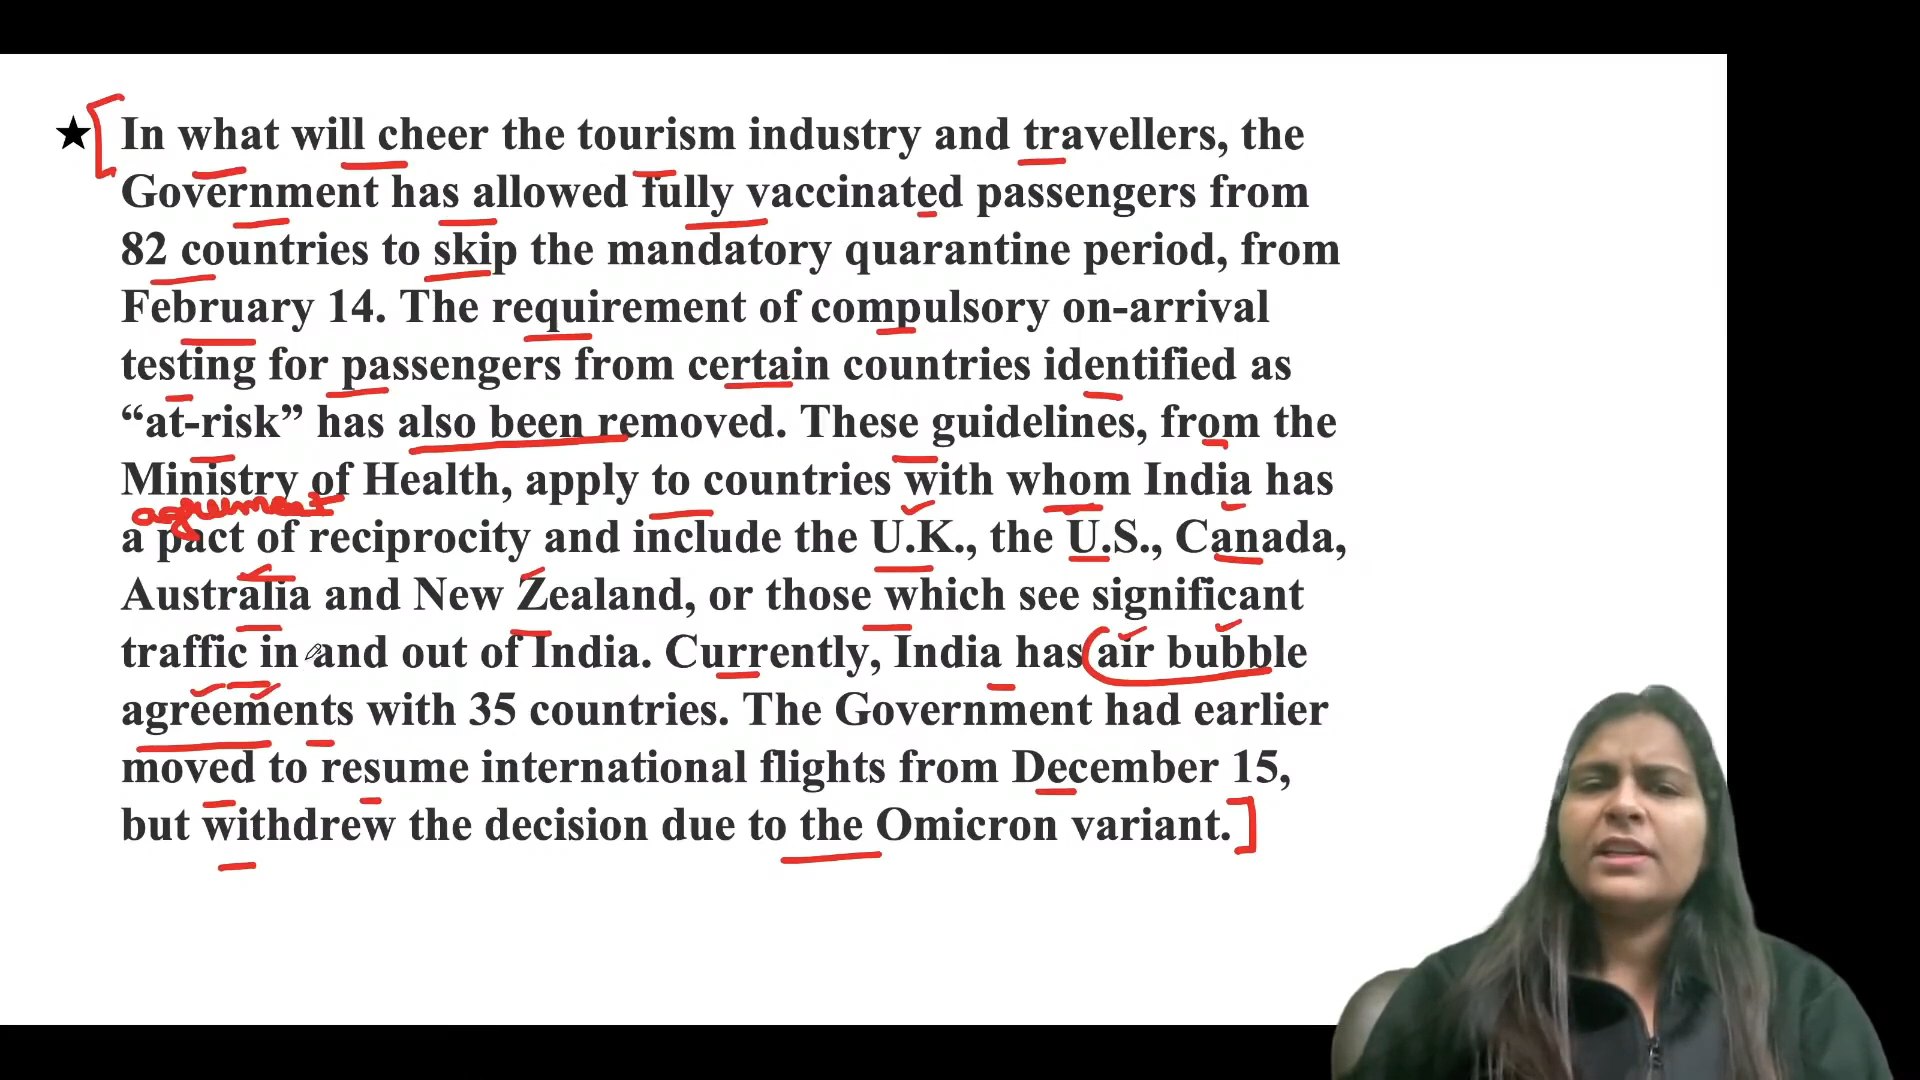 In what will cheer the tourism industry and travellers, the
Government has allowed fully vaccinated passengers from
82 countries to skip the mandatory quarantine period, from
February 14. The requirement of compulsory on-arrival
testing for passengers from certain countries identified as
“at-risk” has also been removed. These guidelines, from the
Ministry of Health, apply to countries with whom India has
agreement
a pact of reciprocity and include the U.K., the U.S., Canada,
Australia and New Zealand, or those which see significant
traffic in and out of India. Currently, India has air bubble
agreements with 35 countries. The Government had earlier
moved to resume international flights from December 15,
but withdrew the decision due to the Omicron variant.